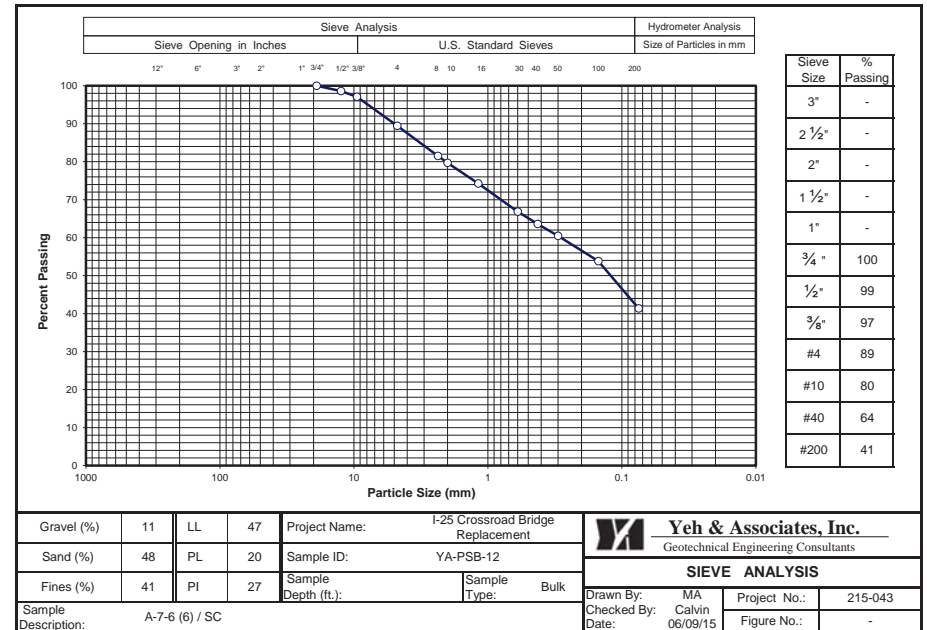 Sieve Analysis Hydrometer Analysis
Sieve Opening in Inches U.S. Standard Sieves Size of Particles in mm
12" 6" 3" 2" 1" 3/4" 1/2" 3/8" 4 8 10 16 30 40 50 100 200
100
90
80
70
60
50
40
30
20
10
0
Percent Passing
1000 100 10 1 0.1 0.01
Particle Size (mm)
Sieve Size % Passing
3" -
2 ½" -
2" -
1 ½" -
1" -
¾ " 100
½" 99
⅜" 97
#4 89
#10 80
#40 64
#200 41
Gravel (%) 11 LL 47 Project Name: I-25 Crossroad Bridge Replacement
Sand (%) 48 PL 20 Sample ID: YA-PSB-12
Fines (%) 41 PI 27 Sample Depth (ft.): Sample Type: Bulk
Sample Description: A-7-6 (6) / SC
Yeh & Associates, Inc.
Geotechnical Engineering Consultants
SIEVE ANALYSIS
Drawn By: MA Project No.: 215-043
Checked By: Calvin
Date: 06/09/15 Figure No.: -